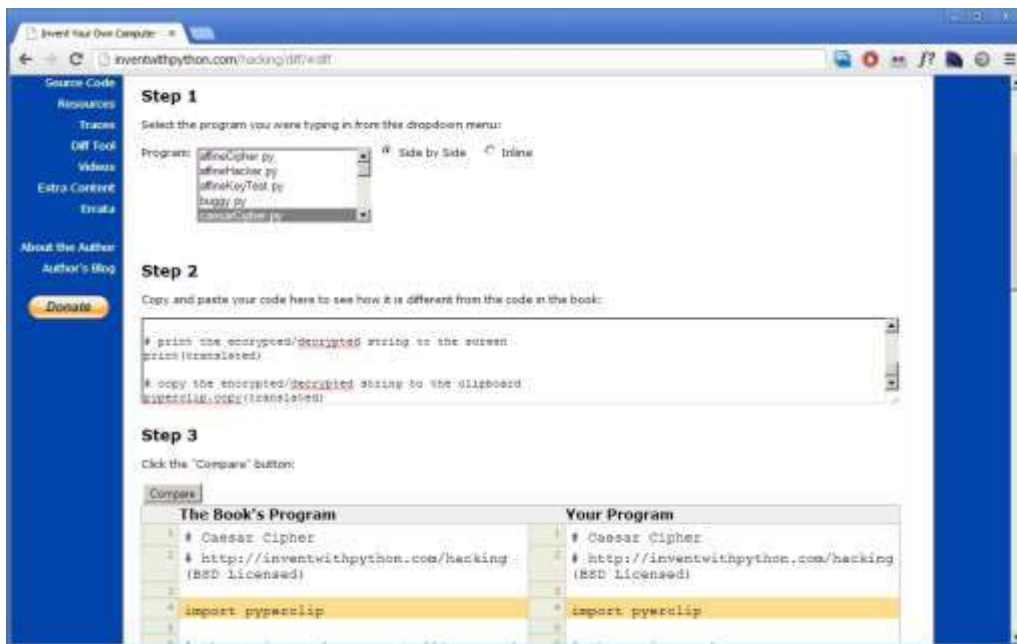 Invent Your Own Computer
inventwithpython.com/hacking/diff/#diff
Source Code
Resources
Traces
Diff Tool
Videos
Extra Content
Errata
About the Author
Author's Blog
Donate
Step 1
Select the program you were typing in from this dropdown menu:
Program:
affineCipher.py
affineHacker.py
affineKeyTest.py
buggy.py
caesarCipher.py
Side by Side
Inline
Step 2
Copy and paste your code here to see how it is different from the code in the book:
# print the encrypted/decrypted string to the screen
print(translated)
# copy the encrypted/decrypted string to the clipboard
pyperclip.copy(translated)
Step 3
Click the "Compare" button:
Compare
The Book's Program
Your Program
1 # Caesar Cipher
1 # Caesar Cipher
2 # http://inventwithpython.com/hacking
(BSD Licensed)
2 # http://inventwithpython.com/hacking
(BSD Licensed)
3
3
4 import pyperclip
4 import pyerclip
5
5